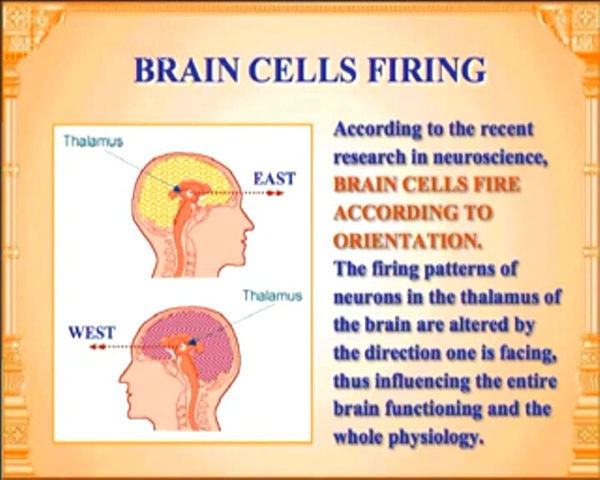 BRAIN CELLS FIRING
Thalamus
EAST
WEST
Thalamus
According to the recent
research in neuroscience,
BRAIN CELLS FIRE
ACCORDING TO
ORIENTATION.
The firing patterns of
neurons in the thalamus of
the brain are altered by
the direction one is facing,
thus influencing the entire
brain functioning and the
whole physiology.